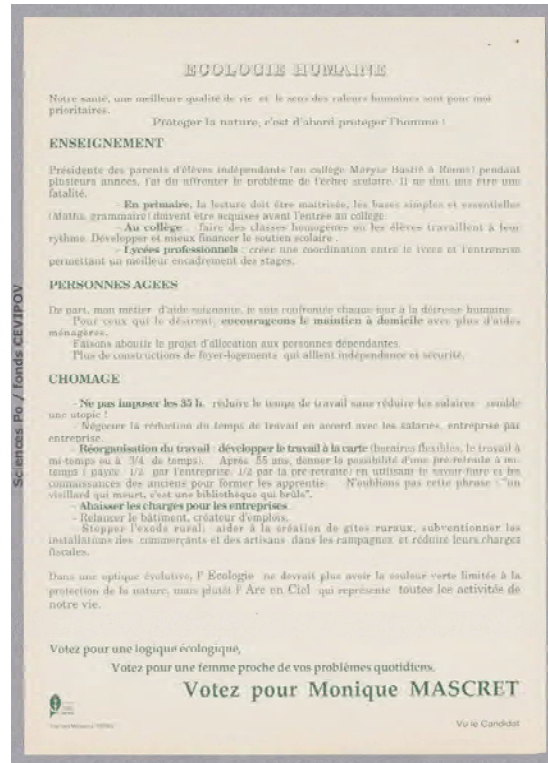 ECOLOGIE HUMAINE
Notre santé, une meilleure qualité de vie et le sens des valeurs humaines sont pour moi
prioritaires.
Protéger la nature, c'est d'abord protéger l'homme !
ENSEIGNEMENT
Présidente des parents d'élèves indépendants (au collège Maryse Bastié à Rennes) pendant
plusieurs années, j'ai du affronter le problème de l'échec scolaire. Il ne doit pas être une
fatalité.
- En primaire, la lecture doit être maîtrisée, les bases simples et essentielles
(Maths, grammaire) doivent être acquises avant l'entrée au collège.
- Au collège : faire des classes homogènes où les élèves travaillent à leur
rythme. Développer et mieux financer le soutien scolaire.
- Lycées professionnels : créer une coordination entre le lycée et l'entreprise
permettant un meilleur encadrement des stages.
PERSONNES AGEES
De part, mon métier d'aide soignante, je suis confrontée chaque jour à la détresse humaine.
Pour ceux qui le désirent, encourageons le maintien à domicile avec plus d'aides
ménagères.
Faisons aboutir le projet d'allocation aux personnes dépendantes.
Plus de constructions de foyer-logements qui allient indépendance et sécurité.
CHOMAGE
- Ne pas imposer les 35 h. réduire le temps de travail sans réduire les salaires semble
une utopie !
- Négocier la réduction du temps de travail en accord avec les salariés, entreprise par
entreprise.
- Réorganisation du travail : développer le travail à la carte (horaires flexibles, le travail à
mi-temps ou à 3/4 de temps). Après 55 ans, donner la possibilité d'une pré-retraite à mi-
temps ( payée 1/2 par l'entreprise, 1/2 par la pré-retraite) en utilisant le savoir-faire et les
connaissances des anciens pour former les apprentis. N'oublions pas cette phrase : "un
vieillard qui meurt, c'est une bibliothèque qui brûle".
- Abaisser les charges pour les entreprises
- Relancer le bâtiment, créateur d'emplois.
- Stopper l'exode rural; aider à la création de gites ruraux, subventionner les
installations des commerçants et des artisans dans les campagnes et réduire leurs charges
fiscales.
Dans une optique évolutive, l' Ecologie ne devrait plus avoir la couleur verte limitée à la
protection de la nature, mais plutôt l' Arc en Ciel qui représente toutes les activités de
notre vie.
Votez pour une logique écologique,
Votez pour une femme proche de vos problèmes quotidiens.
Votez pour Monique MASCRET
Vu le Candidat
Sciences Po / fonds CEVIPOV